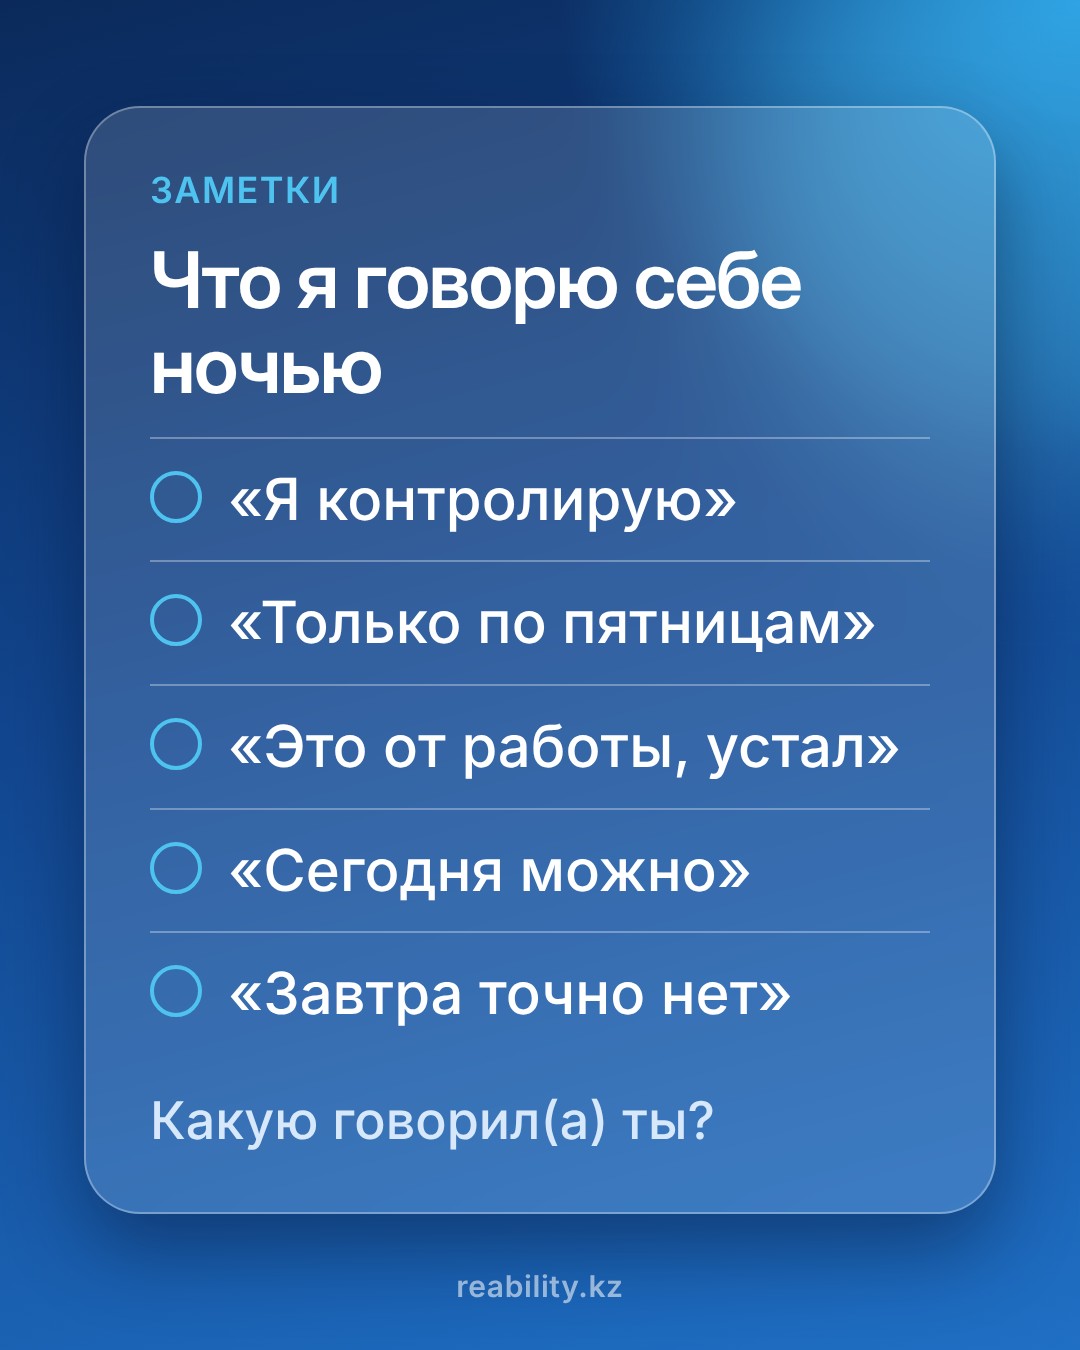 ЗАМЕТКИ
Что я говорю себе
ночью
«Я контролирую»
«Только по пятницам»
«Это от работы, устал»
«Сегодня можно»
«Завтра точно нет»
Какую говорил(а) ты?
reability.kz